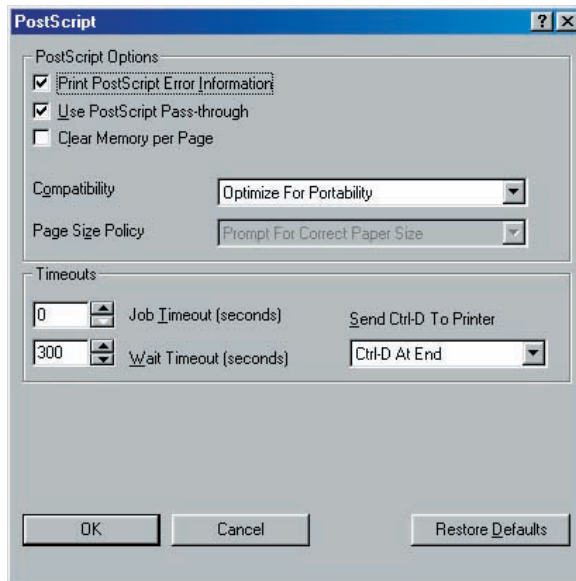 PostScript
PostScript Options
Print PostScript Error Information
Use PostScript Pass-through
Clear Memory per Page
Compatibility
Optimize For Portability
Page Size Policy
Prompt For Correct Paper Size
Timeouts
0
Job Timeout (seconds)
Send Ctrl-D To Printer
300
Wait Timeout (seconds)
Ctrl-D At End
OK
Cancel
Restore Defaults